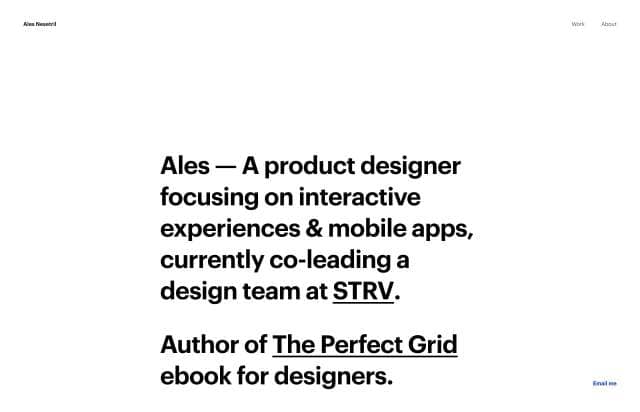 Ales Nesetril
Work
About
Ales — A product designer
focusing on interactive
experiences & mobile apps,
currently co-leading a
design team at STRV.
Author of The Perfect Grid
ebook for designers.
Email me